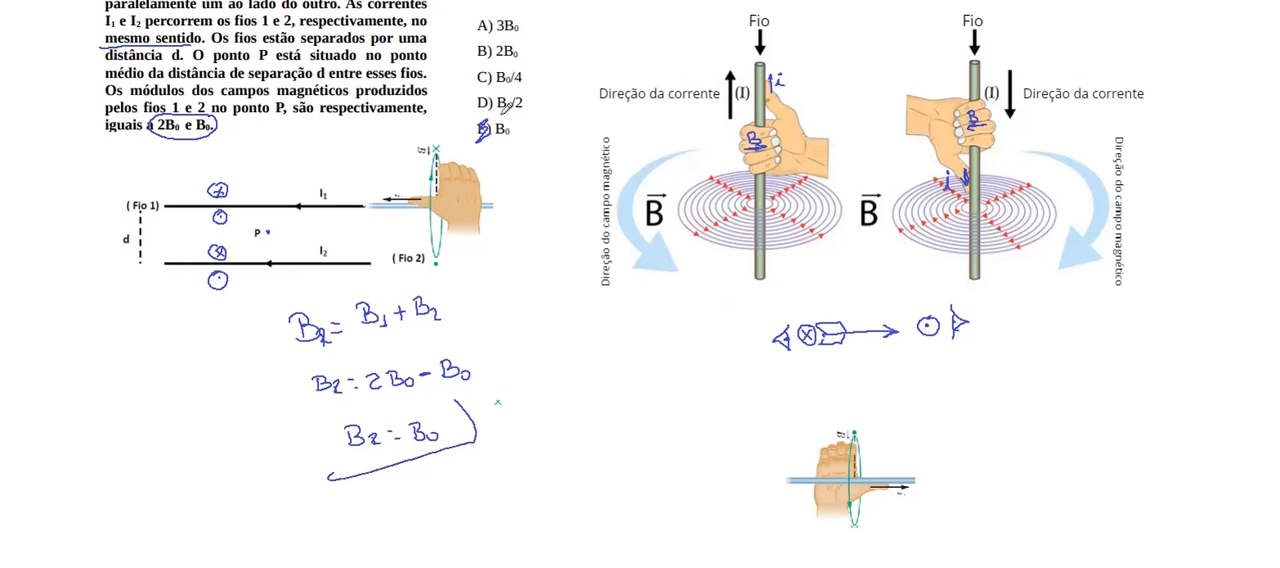 paralelamente um ao lado do outro. As correntes
I₁ e I₂ percorrem os fios 1 e 2, respectivamente, no
mesmo sentido. Os fios estão separados por uma
distância d. O ponto P está situado no ponto
médio da distância de separação d entre esses fios.
Os módulos dos campos magnéticos produzidos
pelos fios 1 e 2 no ponto P, são respectivamente,
iguais a 2B₀ e B₀.
A) 3B₀
B) 2B₀
C) B₀/4
D) B₀/2
B₀
( Fio 1)
I₁
d
P
I₂
( Fio 2)
B₁ + B₂
= 2B₀ - B₀
= B₀
Fio
Direção da corrente
(I)
i
B
Direção do campo magnético
B
Fio
(I)
Direção da corrente
B
i
B
Direção do campo magnético